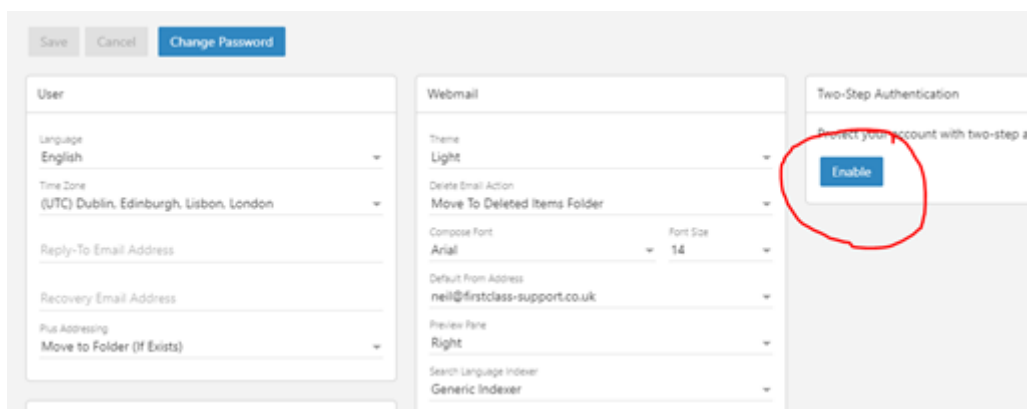 Save Cancel Change Password
User
Language
English
Time Zone
(UTC) Dublin, Edinburgh, Lisbon, London
Reply-To Email Address
Recovery Email Address
Plus Addressing
Move to Folder (If Exists)
Webmail
Theme
Light
Delete Email Action
Move To Deleted Items Folder
Compose Font Font Size
Arial 14
Default From Address
neil@firstclass-support.co.uk
Preview Pane
Right
Search Language Indexer
Generic Indexer
Two-Step Authentication
Protect your account with two-step a
Enable